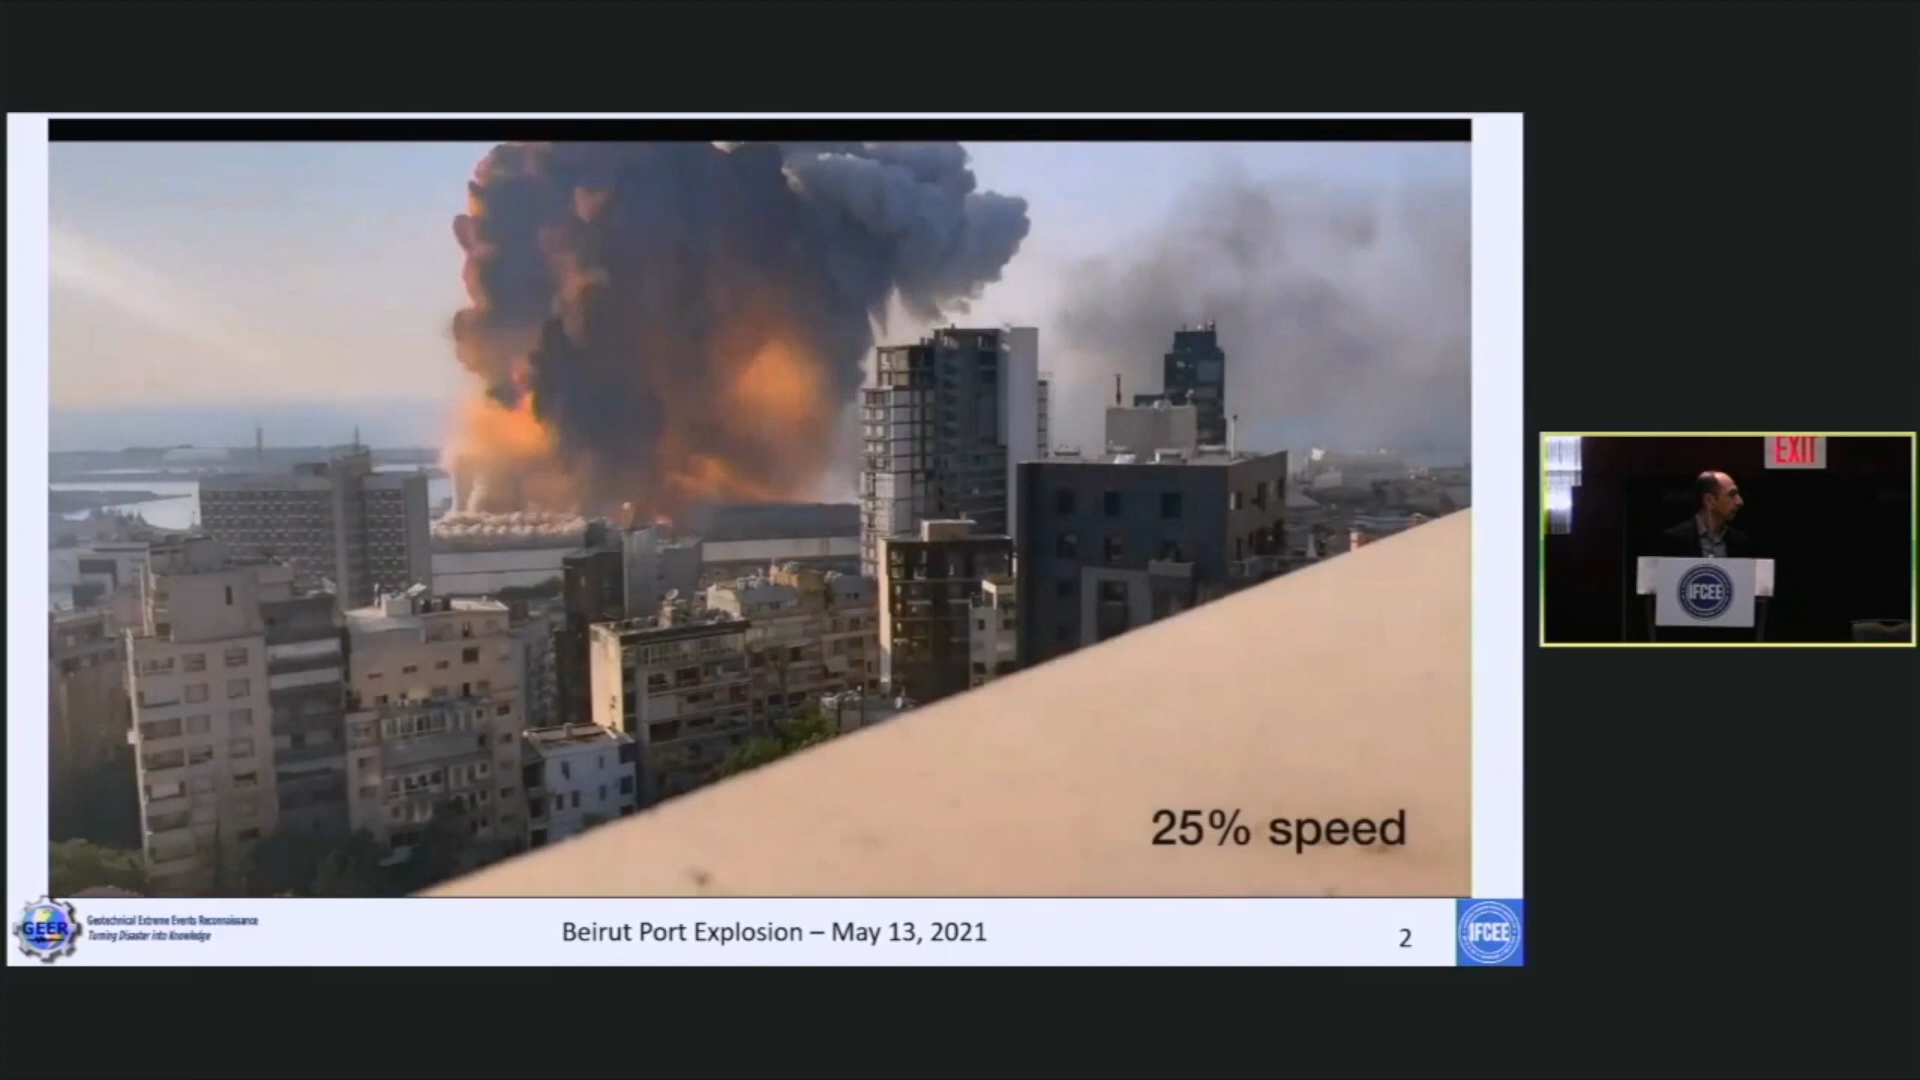 25% speed
GEER
Geotechnical Extreme Events Reconnaissance
Turning Disaster into Knowledge
Beirut Port Explosion – May 13, 2021
2
IFCEE
EXIT
IFCEE